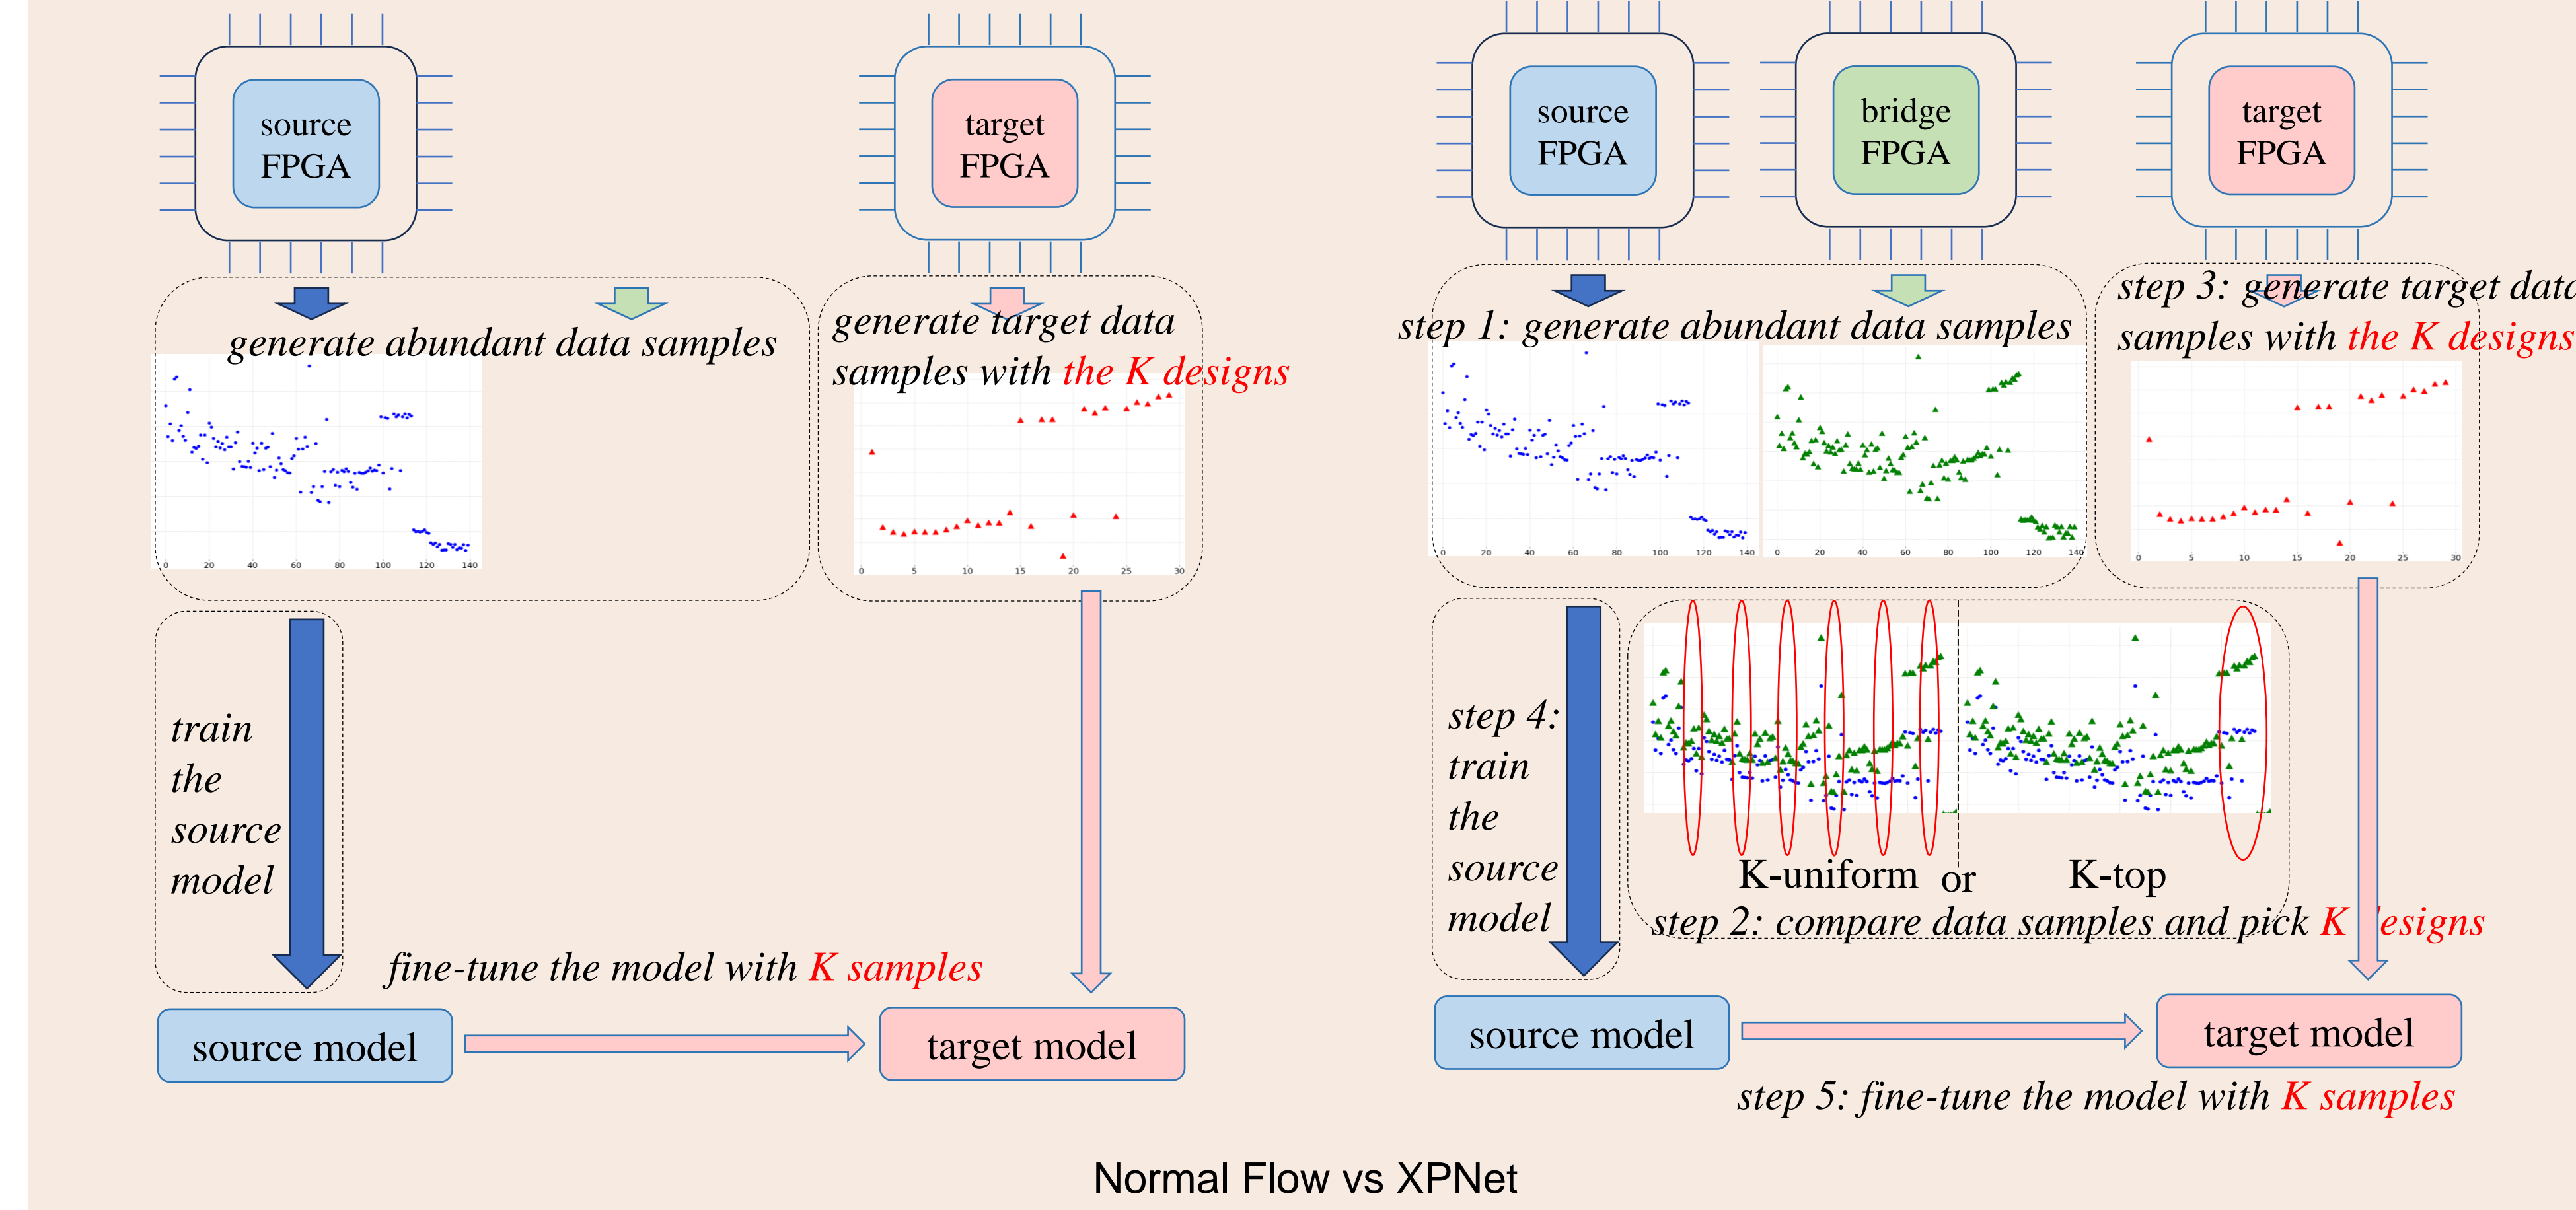 source
FPGA
target
FPGA
generate abundant data samples
generate target data
samples with the K designs
0 20 40 60 80 100 120 140
0 5 10 15 20 25 30
train
the
source
model
fine-tune the model with K samples
source model
target model
source
FPGA
bridge
FPGA
target
FPGA
step 1: generate abundant data samples
step 3: generate target data
samples with the K designs
0 20 40 60 80 100 120 140
0 20 40 60 80 100 120 140
0 5 10 15 20 25 30
step 4:
train
the
source
model
K-uniform or K-top
step 2: compare data samples and pick K esigns
source model
target model
step 5: fine-tune the model with K samples
Normal Flow vs XPNet